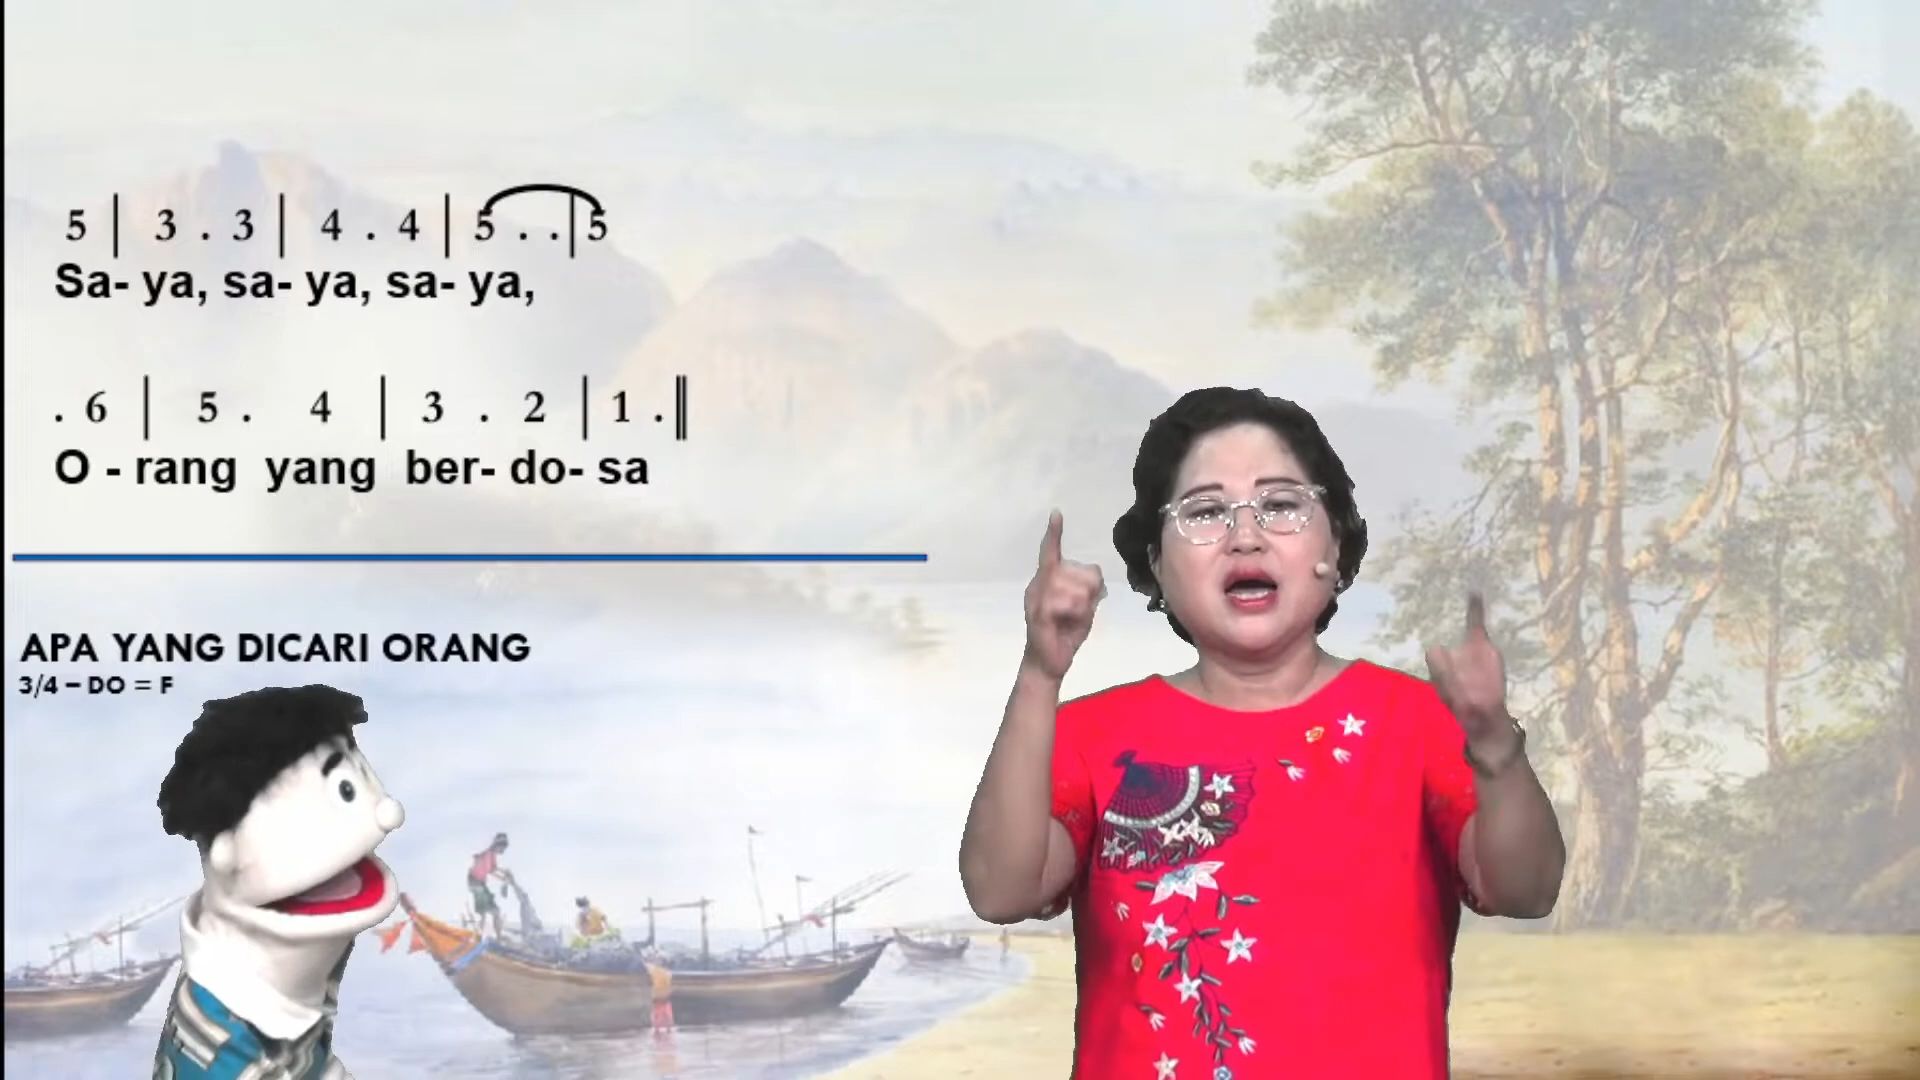 5 | 3 . 3 | 4 . 4 | 5 . . | 5
Sa- ya, sa- ya, sa- ya,
. 6 | 5 . 4 | 3 . 2 | 1 . ||
O - rang yang ber- do- sa
APA YANG DICARI ORANG
3/4 – DO = F